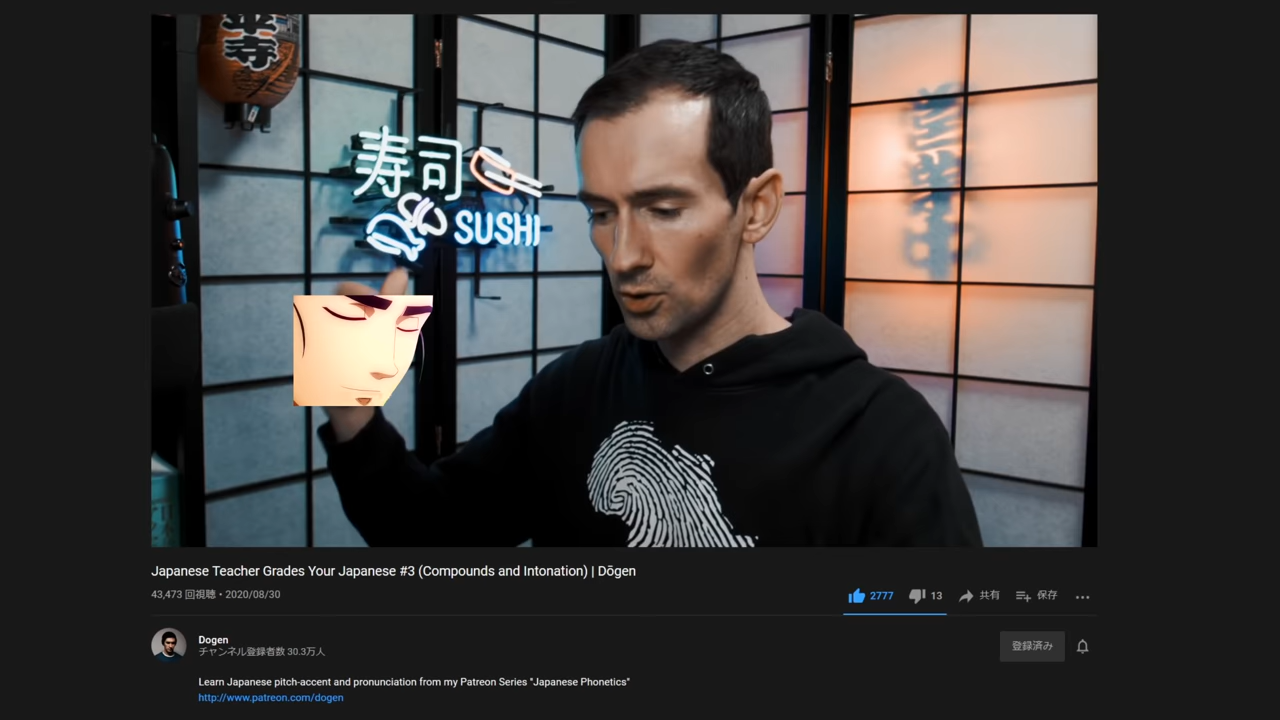 寿司
SUSHI
Japanese Teacher Grades Your Japanese #3 (Compounds and Intonation) | Dōgen
43,473 回視聴・2020/08/30
2777 13 共有 保存
Dogen
チャンネル登録者数 30.3万人
登録済み
Learn Japanese pitch-accent and pronunciation from my Patreon Series "Japanese Phonetics"
http://www.patreon.com/dogen